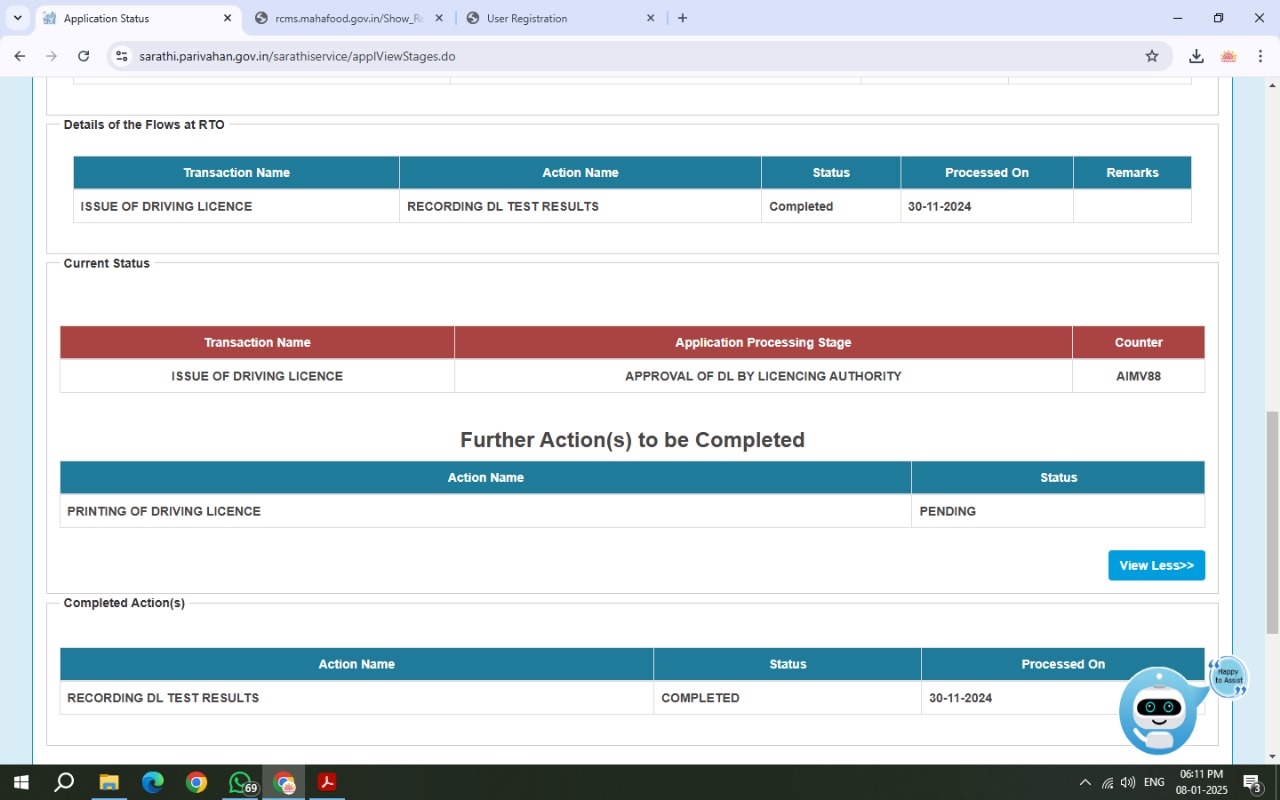 Application Status
rcms.mahafood.gov.in/Show_Re
User Registration
sarathi.parivahan.gov.in/sarathiservice/applViewStages.do
Details of the Flows at RTO
Transaction Name Action Name Status Processed On Remarks
ISSUE OF DRIVING LICENCE RECORDING DL TEST RESULTS Completed 30-11-2024
Current Status
Transaction Name Application Processing Stage Counter
ISSUE OF DRIVING LICENCE APPROVAL OF DL BY LICENCING AUTHORITY AIMV88
Further Action(s) to be Completed
Action Name Status
PRINTING OF DRIVING LICENCE PENDING
View Less>>
Completed Action(s)
Action Name Status Processed On
RECORDING DL TEST RESULTS COMPLETED 30-11-2024
Happy
to Assist
69
ENG
06:11 PM
08-01-2025
3